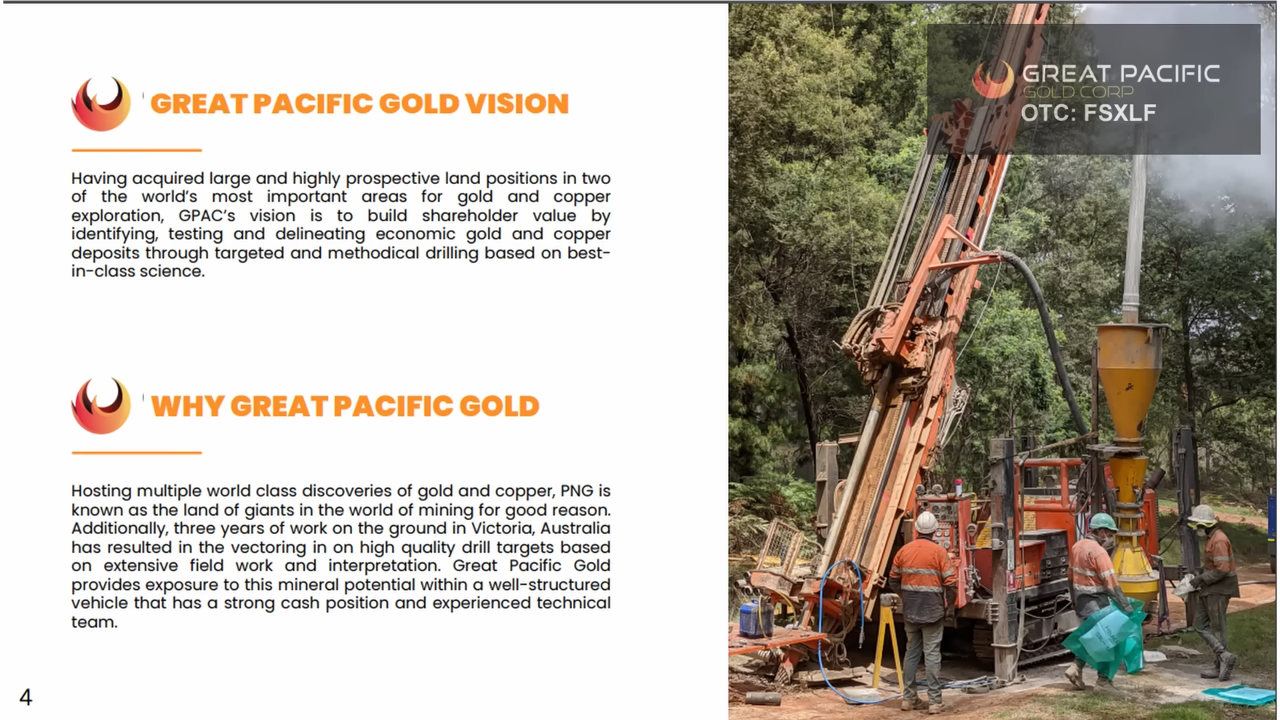 GREAT PACIFIC GOLD VISION
Having acquired large and highly prospective land positions in two
of the world's most important areas for gold and copper
exploration, GPAC's vision is to build shareholder value by
identifying, testing and delineating economic gold and copper
deposits through targeted and methodical drilling based on best-
in-class science.
WHY GREAT PACIFIC GOLD
Hosting multiple world class discoveries of gold and copper, PNG is
known as the land of giants in the world of mining for good reason.
Additionally, three years of work on the ground in Victoria, Australia
has resulted in the vectoring in on high quality drill targets based
on extensive field work and interpretation. Great Pacific Gold
provides exposure to this mineral potential within a well-structured
vehicle that has a strong cash position and experienced technical
team.
4
GREAT PACIFIC
GOLD CORP
OTC: FSXLF